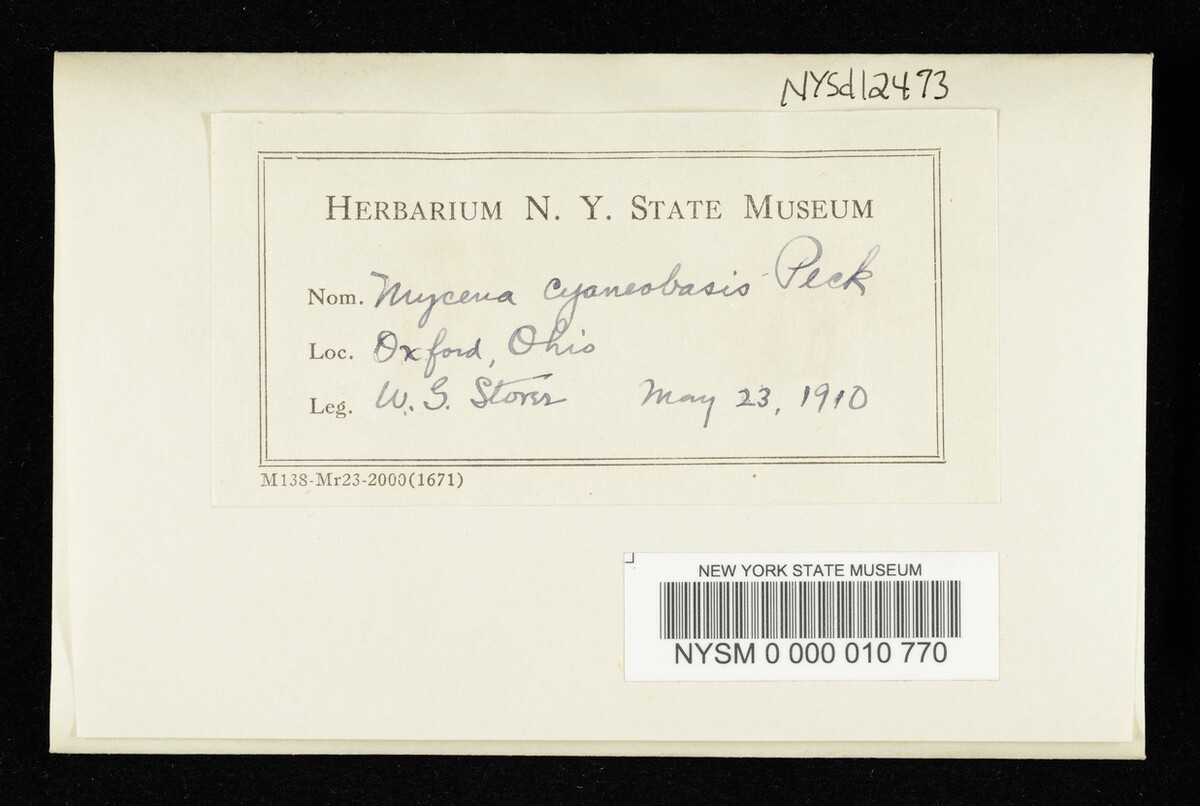 NYSd12473
HERBARIUM N. Y. STATE MUSEUM
Nom. Mycena cyaneobasis Peck
Loc. Oxford, Ohio
Leg. W. G. Stover May 23, 1910
M138-Mr23-2000(1671)
NEW YORK STATE MUSEUM
NYSM 0 000 010 770